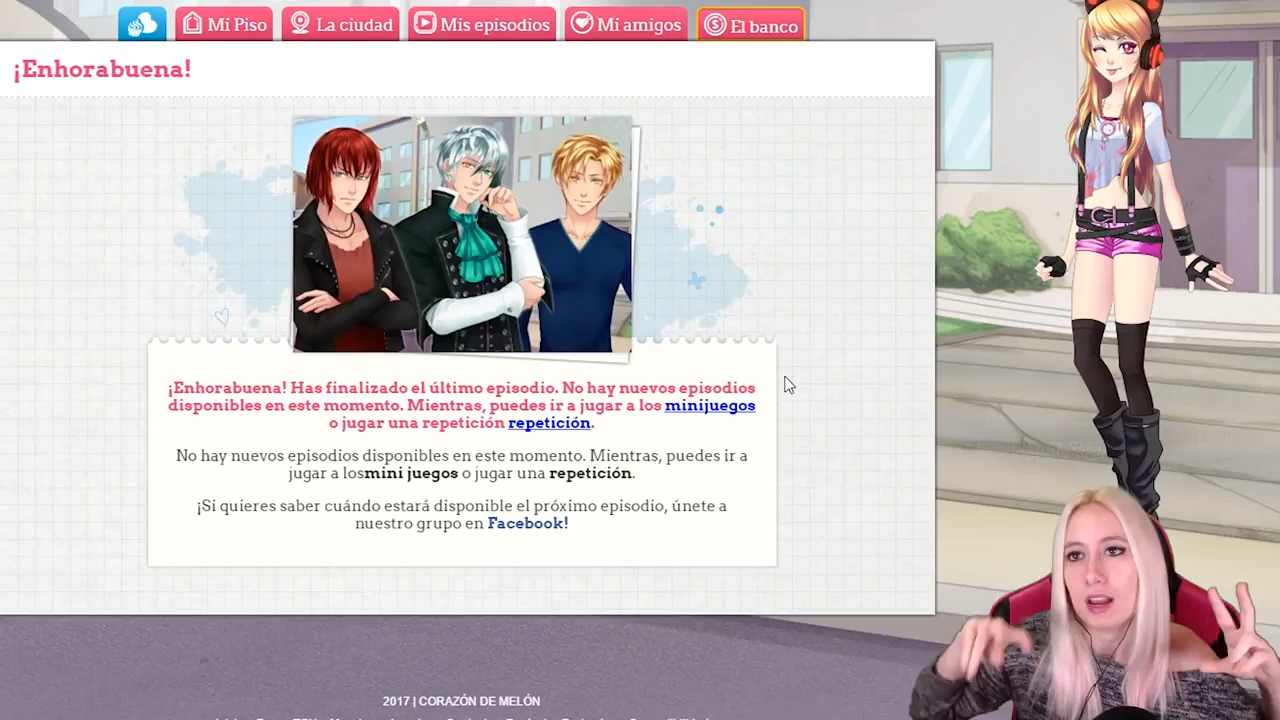 Mi Piso
La ciudad
Mis episodios
Mi amigos
El banco
¡Enhorabuena!
¡Enhorabuena! Has finalizado el último episodio. No hay nuevos episodios
disponibles en este momento. Mientras, puedes ir a jugar a los minijuegos
o jugar una repetición repetición.
No hay nuevos episodios disponibles en este momento. Mientras, puedes ir a
jugar a losmini juegos o jugar una repetición.
¡Si quieres saber cuándo estará disponible el próximo episodio, únete a
nuestro grupo en Facebook!
2017 | CORAZÓN DE MELÓN